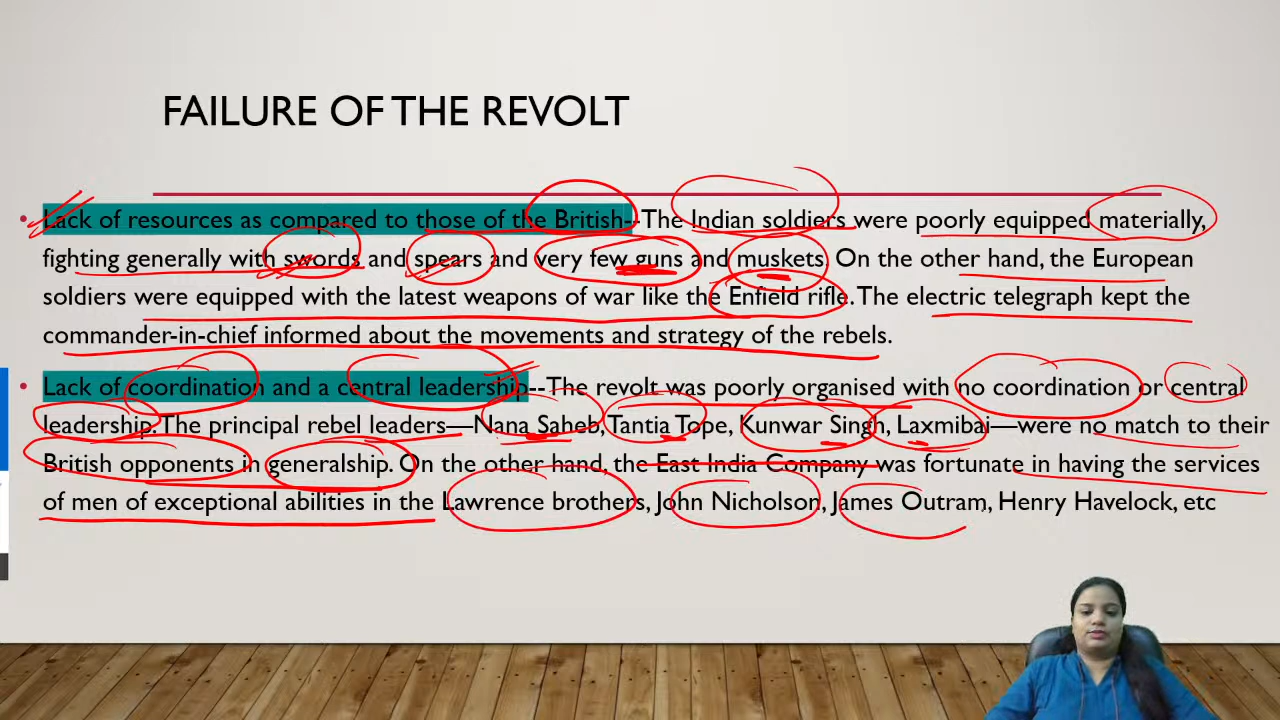 FAILURE OF THE REVOLT
• Lack of resources as compared to those of the British--The Indian soldiers were poorly equipped materially,
fighting generally with swords and spears and very few guns and muskets. On the other hand, the European
soldiers were equipped with the latest weapons of war like the Enfield rifle. The electric telegraph kept the
commander-in-chief informed about the movements and strategy of the rebels.
• Lack of coordination and a central leadership--The revolt was poorly organised with no coordination or central
leadership. The principal rebel leaders—Nana Saheb, Tantia Tope, Kunwar Singh, Laxmibai—were no match to their
British opponents in generalship. On the other hand, the East India Company was fortunate in having the services
of men of exceptional abilities in the Lawrence brothers, John Nicholson, James Outram, Henry Havelock, etc